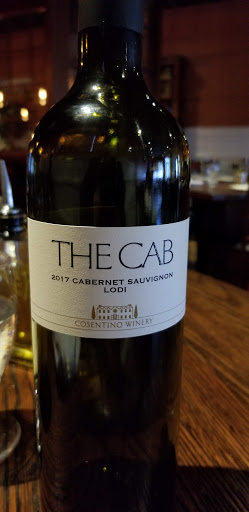 THE CAB
2017 CABERNET SAUVIGNON
LODI
COSENTINO WINERY